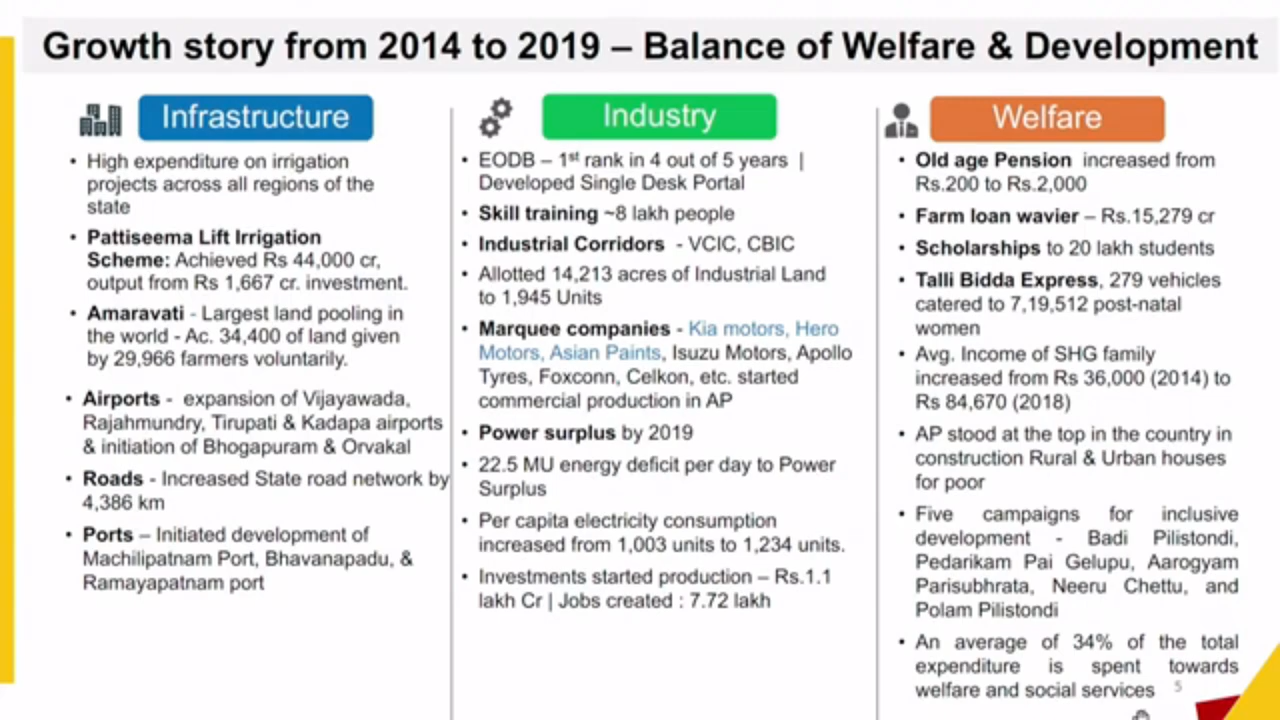 Growth story from 2014 to 2019 – Balance of Welfare & Development
Infrastructure
• High expenditure on irrigation
projects across all regions of the
state
• Pattiseema Lift Irrigation
Scheme: Achieved Rs 44,000 cr,
output from Rs 1,667 cr. investment.
• Amaravati - Largest land pooling in
the world - Ac. 34,400 of land given
by 29,966 farmers voluntarily.
• Airports - expansion of Vijayawada,
Rajahmundry, Tirupati & Kadapa airports
& initiation of Bhogapuram & Orvakal
• Roads - Increased State road network by
4,386 km
• Ports – Initiated development of
Machilipatnam Port, Bhavanapadu, &
Ramayapatnam port
Industry
• EODB – 1st rank in 4 out of 5 years |
Developed Single Desk Portal
• Skill training ~8 lakh people
• Industrial Corridors - VCIC, CBIC
• Allotted 14,213 acres of Industrial Land
to 1,945 Units
• Marquee companies - Kia motors, Hero
Motors, Asian Paints, Isuzu Motors, Apollo
Tyres, Foxconn, Celkon, etc. started
commercial production in AP
• Power surplus by 2019
• 22.5 MU energy deficit per day to Power
Surplus
• Per capita electricity consumption
increased from 1,003 units to 1,234 units.
• Investments started production – Rs.1.1
lakh Cr | Jobs created : 7.72 lakh
Welfare
• Old age Pension increased from
Rs.200 to Rs.2,000
• Farm loan wavier – Rs.15,279 cr
• Scholarships to 20 lakh students
• Talli Bidda Express, 279 vehicles
catered to 7,19,512 post-natal
women
• Avg. Income of SHG family
increased from Rs 36,000 (2014) to
Rs 84,670 (2018)
• AP stood at the top in the country in
construction Rural & Urban houses
for poor
• Five campaigns for inclusive
development - Badi Pilistondi,
Pedarikam Pai Gelupu, Aarogyam
Parisubhrata, Neeru Chettu, and
Polam Pilistondi
• An average of 34% of the total
expenditure is spent towards
welfare and social services
5